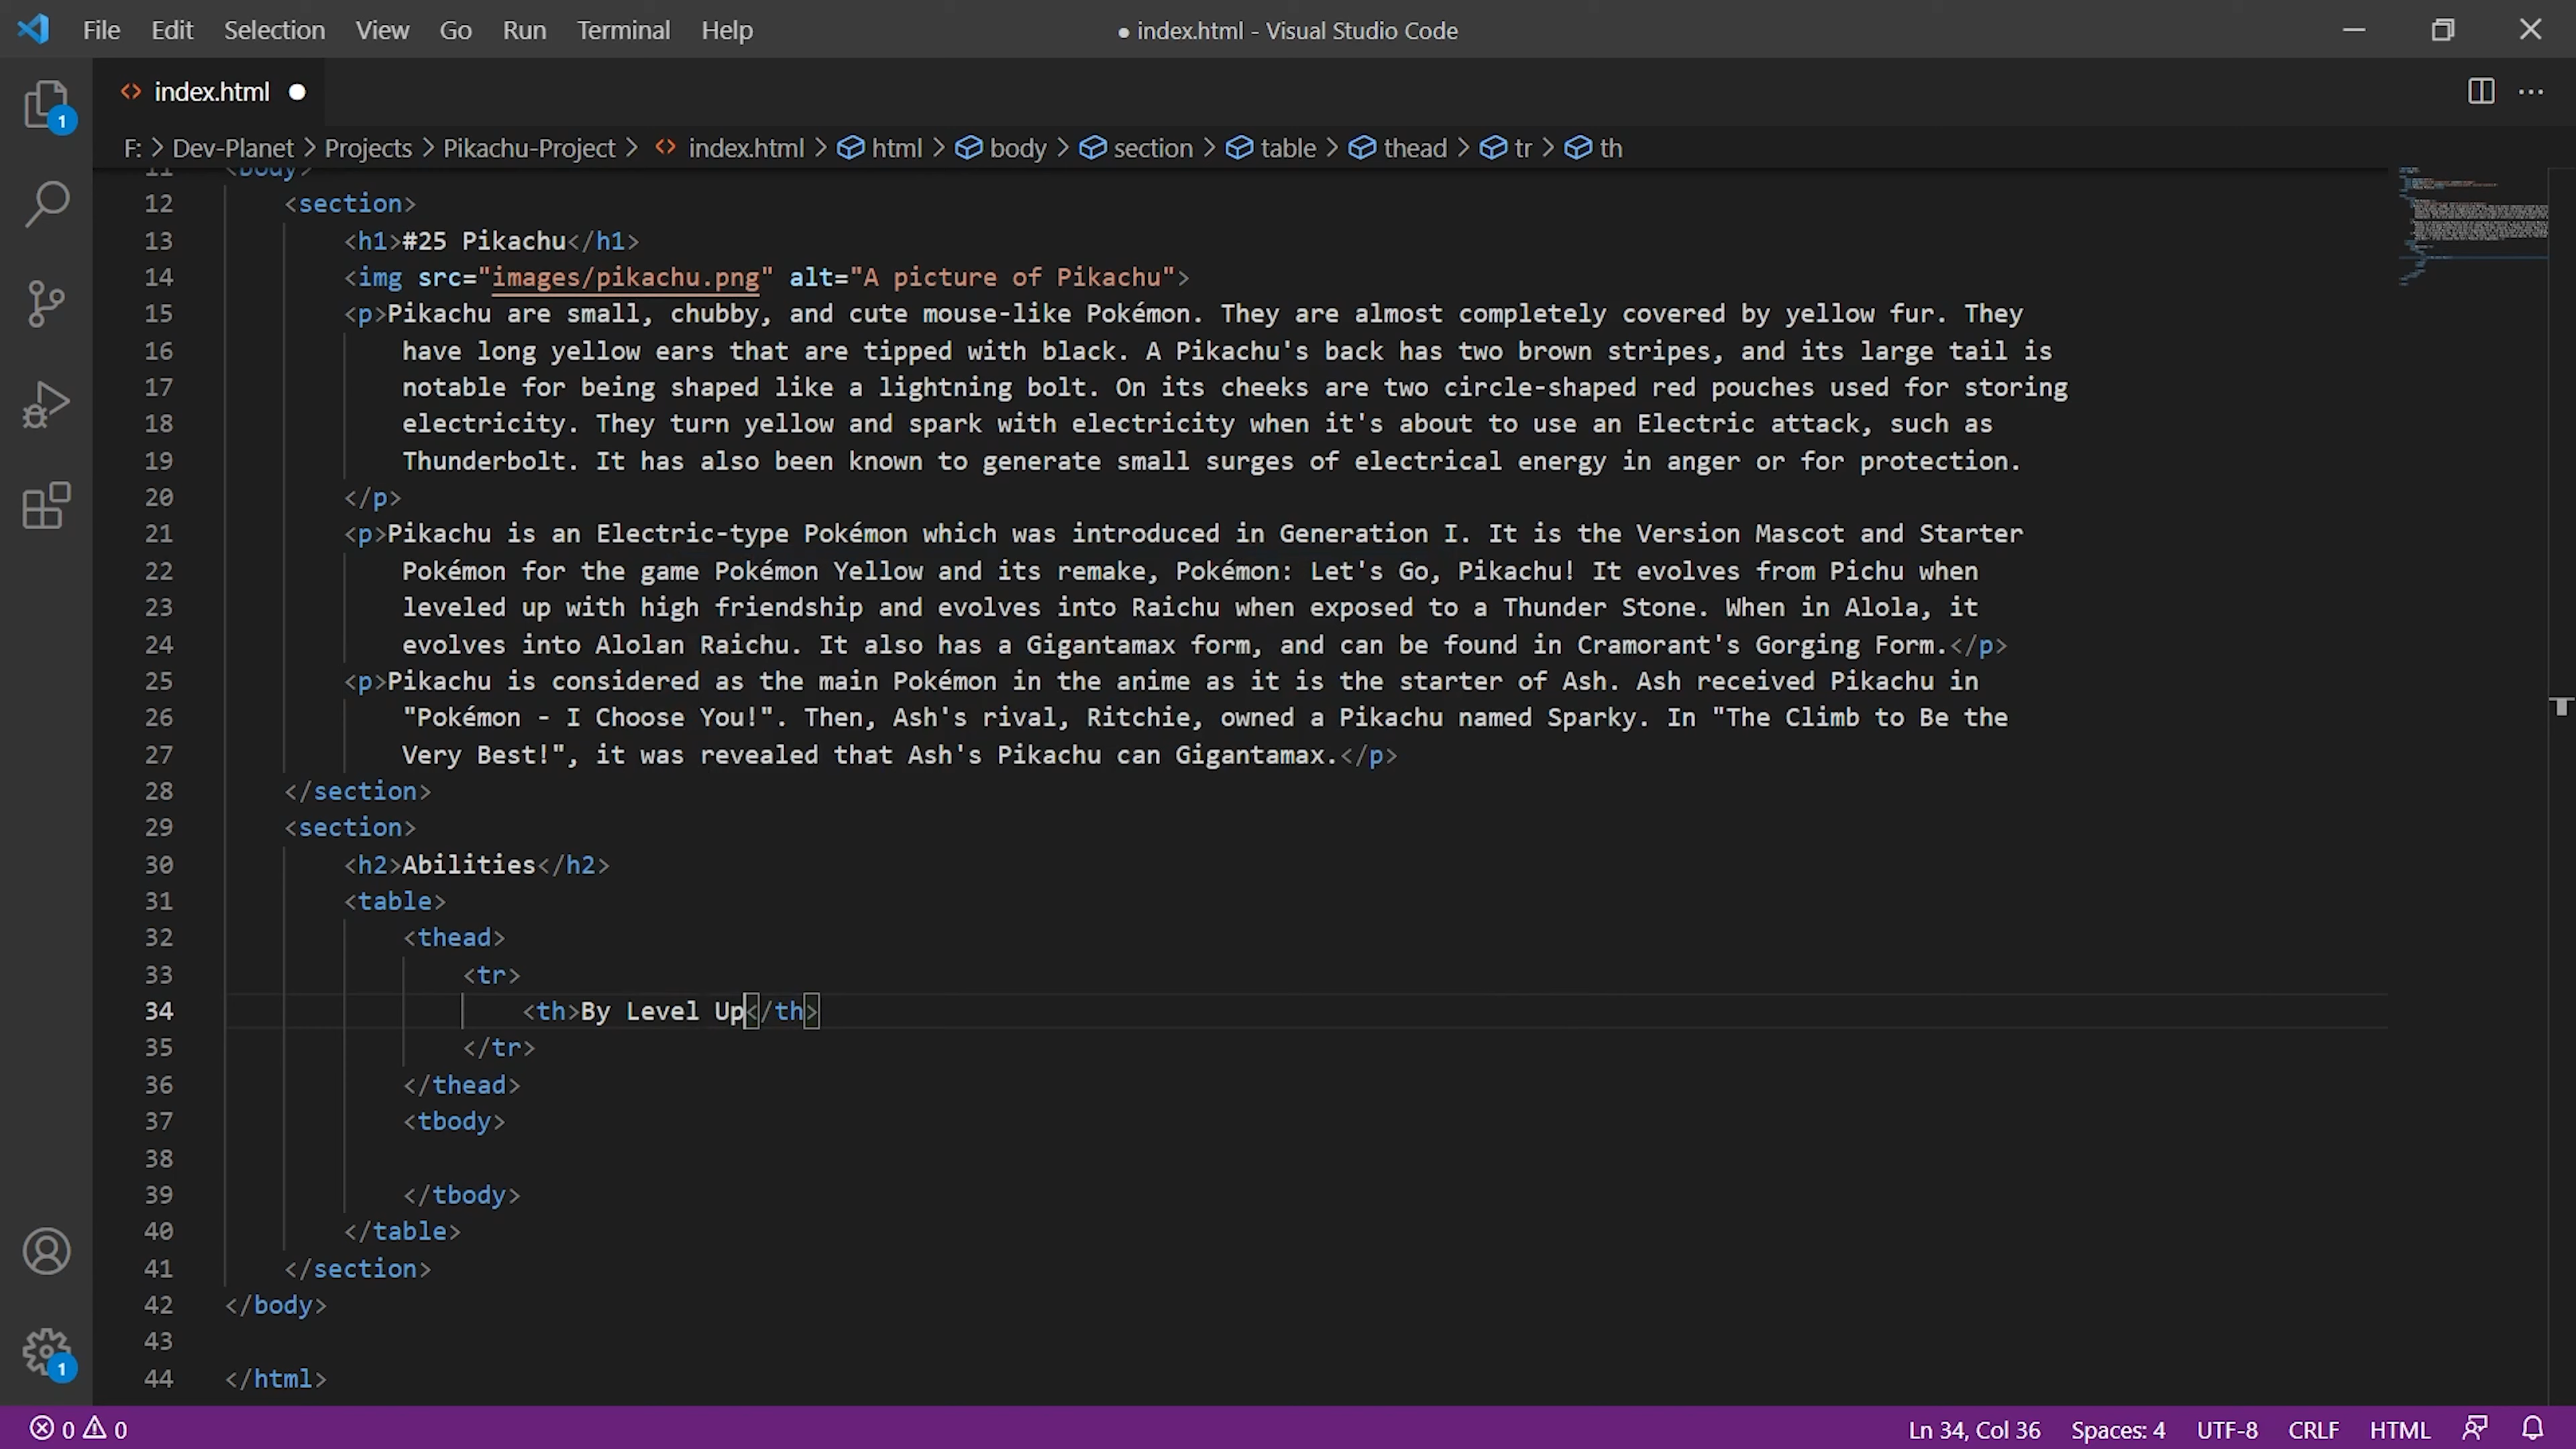 File Edit Selection View Go Run Terminal Help ● index.html - Visual Studio Code
index.html
1
F: > Dev-Planet > Projects > Pikachu-Project > index.html > html > body > section > table > thead > tr > th
11 <body>
12 <section>
13 <h1>#25 Pikachu</h1>
14 <img src="images/pikachu.png" alt="A picture of Pikachu">
15 <p>Pikachu are small, chubby, and cute mouse-like Pokémon. They are almost completely covered by yellow fur. They
16 have long yellow ears that are tipped with black. A Pikachu's back has two brown stripes, and its large tail is
17 notable for being shaped like a lightning bolt. On its cheeks are two circle-shaped red pouches used for storing
18 electricity. They turn yellow and spark with electricity when it's about to use an Electric attack, such as
19 Thunderbolt. It has also been known to generate small surges of electrical energy in anger or for protection.
20 </p>
21 <p>Pikachu is an Electric-type Pokémon which was introduced in Generation I. It is the Version Mascot and Starter
22 Pokémon for the game Pokémon Yellow and its remake, Pokémon: Let's Go, Pikachu! It evolves from Pichu when
23 leveled up with high friendship and evolves into Raichu when exposed to a Thunder Stone. When in Alola, it
24 evolves into Alolan Raichu. It also has a Gigantamax form, and can be found in Cramorant's Gorging Form.</p>
25 <p>Pikachu is considered as the main Pokémon in the anime as it is the starter of Ash. Ash received Pikachu in
26 "Pokémon - I Choose You!". Then, Ash's rival, Ritchie, owned a Pikachu named Sparky. In "The Climb to Be the
27 Very Best!", it was revealed that Ash's Pikachu can Gigantamax.</p>
28 </section>
29 <section>
30 <h2>Abilities</h2>
31 <table>
32 <thead>
33 <tr>
34 <th>By Level Up</th>
35 </tr>
36 </thead>
37 <tbody>
38
39 </tbody>
40 </table>
41 </section>
42 </body>
43
44 </html>
1
0 0 Ln 34, Col 36 Spaces: 4 UTF-8 CRLF HTML